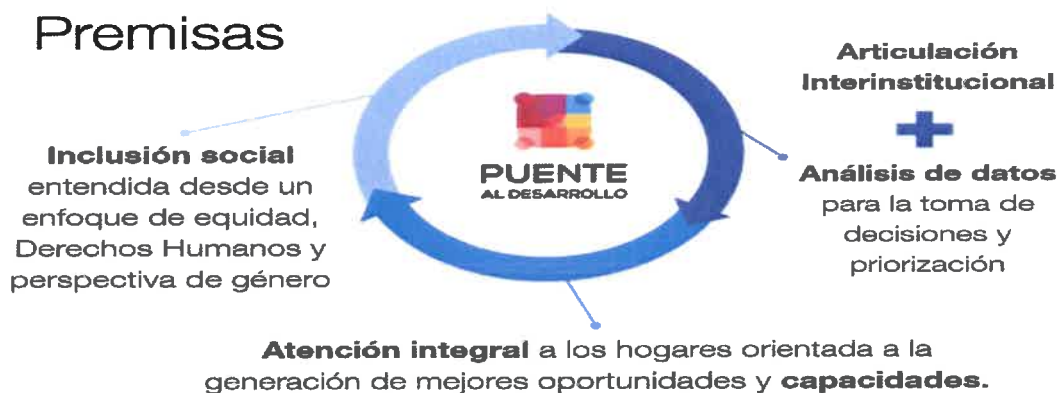 Premisas
Articulación
Interinstitucional
+
Análisis de datos
para la toma de
decisiones y
priorización
Inclusión social
entendida desde un
enfoque de equidad,
Derechos Humanos y
perspectiva de género
PUENTE
AL DESARROLLO
Atención integral a los hogares orientada a la
generación de mejores oportunidades y capacidades.